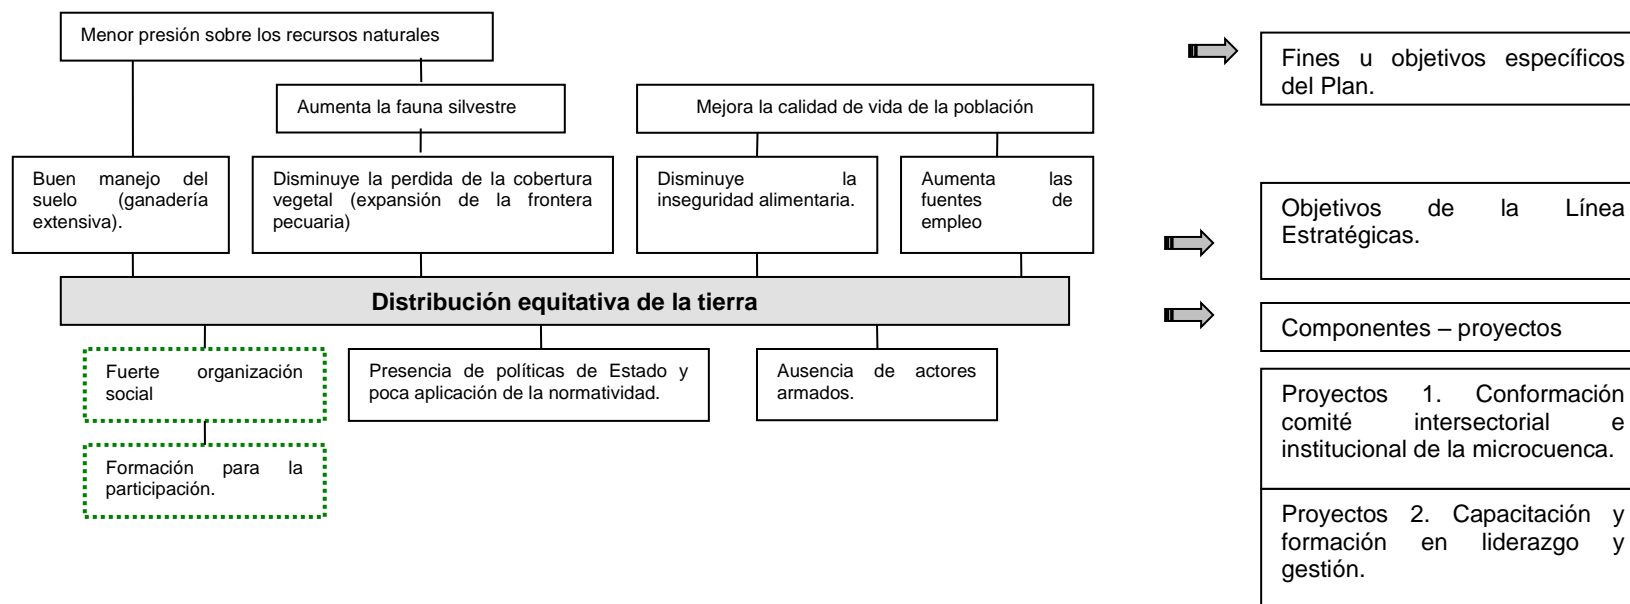 Menor presión sobre los recursos naturales
Fines u objetivos específicos
del Plan.
Aumenta la fauna silvestre
Mejora la calidad de vida de la población
Buen manejo del
suelo (ganadería
extensiva).
Disminuye la perdida de la cobertura
vegetal (expansión de la frontera
pecuaria)
Disminuye la
inseguridad alimentaria.
Aumenta las
fuentes de
empleo
Objetivos de la Línea
Estratégicas.
Distribución equitativa de la tierra
Componentes – proyectos
Fuerte organización
social
Presencia de políticas de Estado y
poca aplicación de la normatividad.
Ausencia de actores
armados.
Proyectos 1. Conformación
comité intersectorial e
institucional de la microcuenca.
Formación para la
participación.
Proyectos 2. Capacitación y
formación en liderazgo y
gestión.